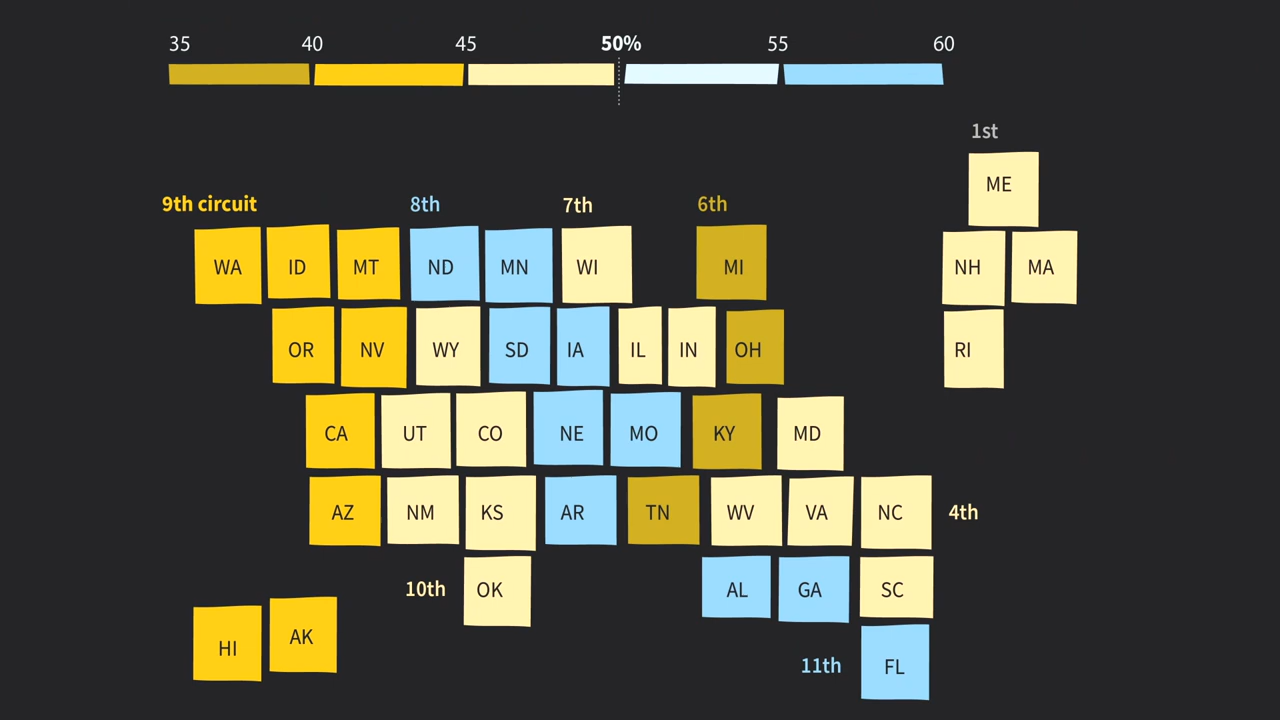 35 40 45 50% 55 60
1st
ME
9th circuit 8th 7th 6th
WA ID MT ND MN WI MI NH MA
OR NV WY SD IA IL IN OH RI
CA UT CO NE MO KY MD
AZ NM KS AR TN WV VA NC 4th
10th OK AL GA SC
HI AK
11th FL